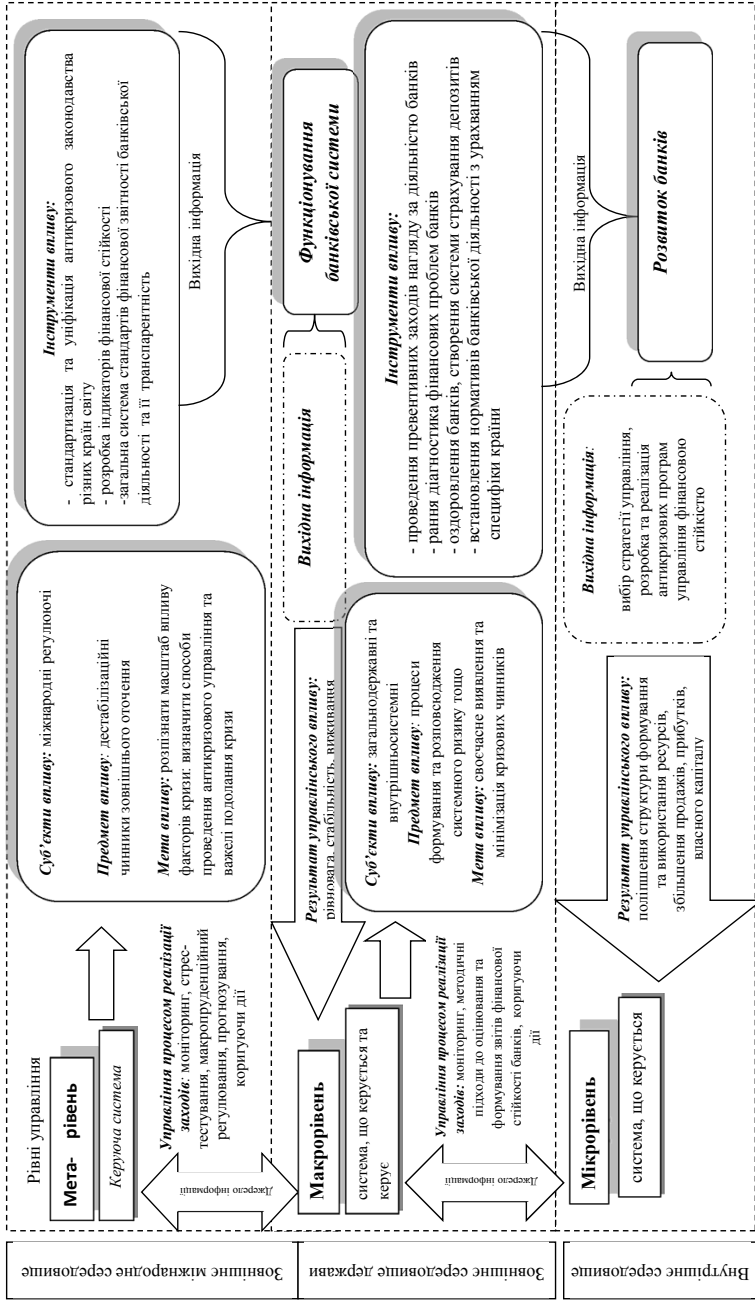 Рівні управління
Мета- рівень
Керуюча система
Управління процесом реалізації
заходів: моніторинг, стрес-
тестування, макропруденційний
регулювання, прогнозування,
коригуючи дії
Суб’єкти впливу: міжнародні регулюючі
Предмет впливу: дестабілізаційні
чинники зовнішнього оточення
Мета впливу: розпізнати масштаб впливу
факторів кризи: визначити способи
проведення антикризового управління та
важелі подолання кризи
Інструменти впливу:
- стандартизація та уніфікація антикризового законодавства
різних країн світу
- розробка індикаторів фінансової стійкості
-загальна система стандартів фінансової звітності банківської
діяльності та її транспарентність
Вихідна інформація
Зовнішнє міжнародне середовище
Джерело інформації
Макрорівень
система, що керується та
керує
Результат управлінського впливу:
рівновага, стабільність, виживання
Вихідна інформація
Функціонування
банківської системи
Управління процесом реалізації
заходів: моніторинг, методичні
підходи до оцінювання та
формування звітів фінансової
стійкості банків, коригуючи
дії
Суб’єкти впливу: загальнодержавні та
внутрішньосистемні
Предмет впливу: процеси
формування та розповсюдження
системного ризику тощо
Мета впливу: своєчасне виявлення та
мінімізація кризових чинників
Інструменти впливу:
- проведення превентивних заходів нагляду за діяльністю банків
- рання діагностика фінансових проблем банків
- оздоровлення банків, створення системи страхування депозитів
- встановлення нормативів банківської діяльності з урахванням
специфіки країни
Вихідна інформація
Зовнішнє середовище держави
Джерело інформації
Мікрорівень
система, що керується
Результат управлінського впливу:
поліпшення структури формування
та використання ресурсів,
збільшення продажів, прибутків,
власного капіталу
Вихідна інформація:
вибір стратегії управління,
розробка та реалізація
антикризових програм
управління фінансовою
стійкістю
Розвиток банків
Внутрішнє середовище